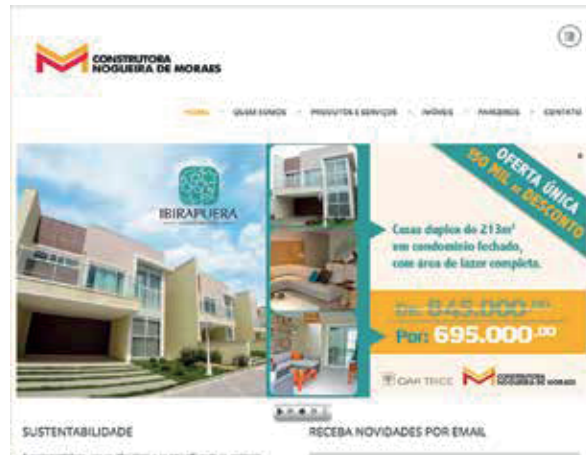 CONSTRUTORA
NOGUEIRA DE MORAES
HOME QUEM SOMOS PRODUTOS E SERVIÇOS IMÓVEIS PARCEIROS CONTATO
IBIRAPUERA
OFERTA ÚNICA
150 MIL DE DESCONTO
Casas duplex de 213m²
em condomínio fechado,
com área de lazer completa.
De: 845.000,00
Por: 695.000,00
CONSTRUTORA
NOGUEIRA DE MORAES
SUSTENTABILIDADE
RECEBA NOVIDADES POR EMAIL